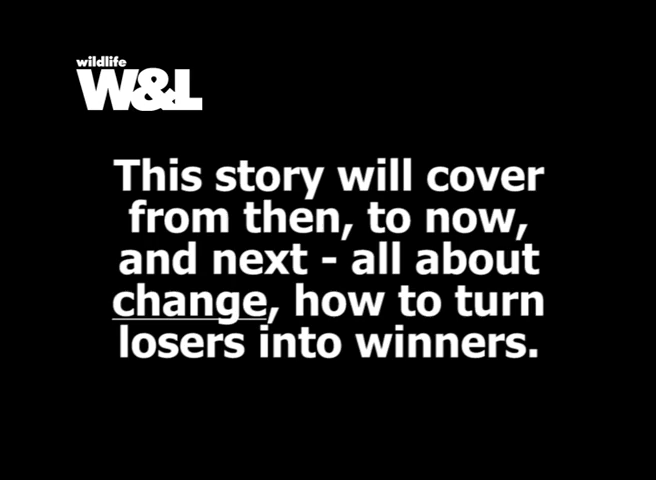 wildlife
W&L
This story will cover
from then, to now,
and next - all about
change, how to turn
losers into winners.